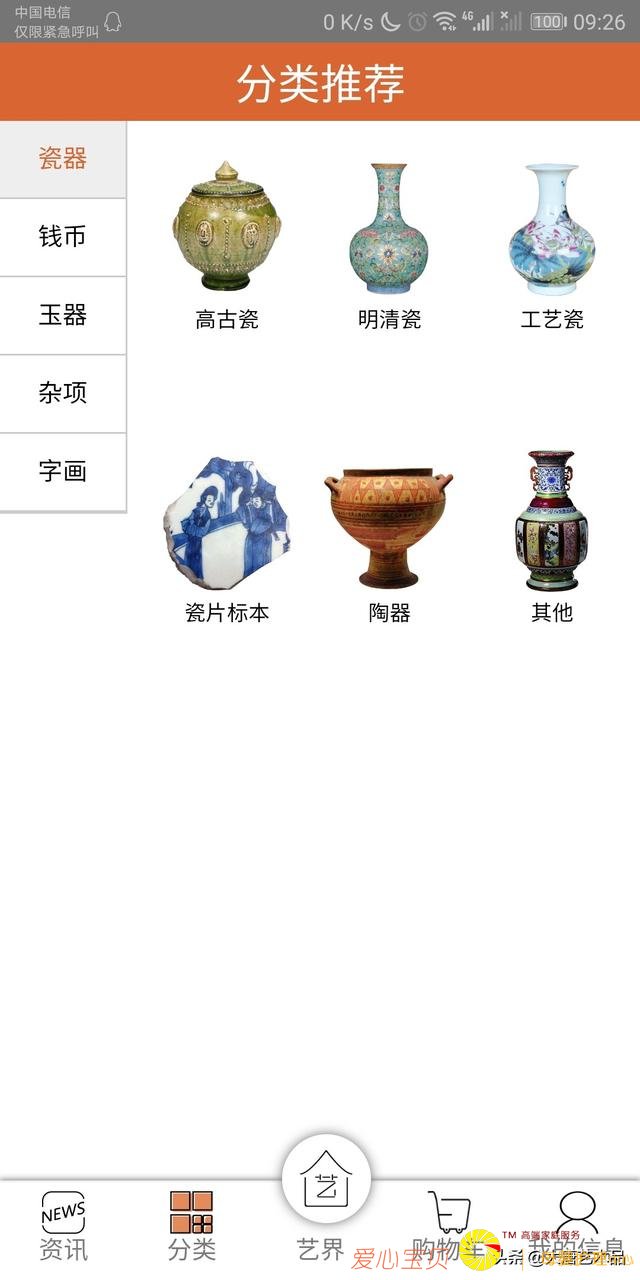 中国电信
仅限紧急呼叫
0 K/s 4G 100 09:26
分类推荐
瓷器
钱币
玉器
杂项
字画
高古瓷
明清瓷
工艺瓷
瓷片标本
陶器
其他
艺
NEWS
资讯
分类
艺界
购物车
我的信息
爱心宝贝
TM 高端家庭服务